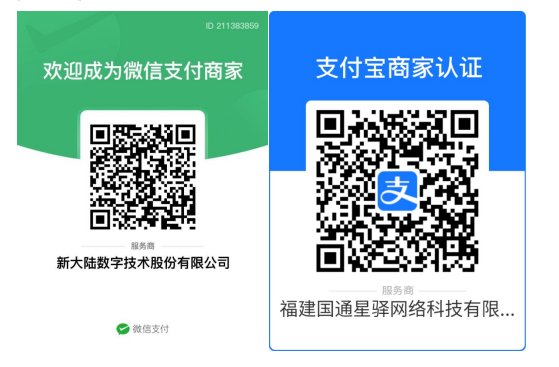 ID 211383859
欢迎成为微信支付商家
服务商
新大陆数字技术股份有限公司
微信支付
支付宝商家认证
支
服务商
福建国通星驿网络科技有限...